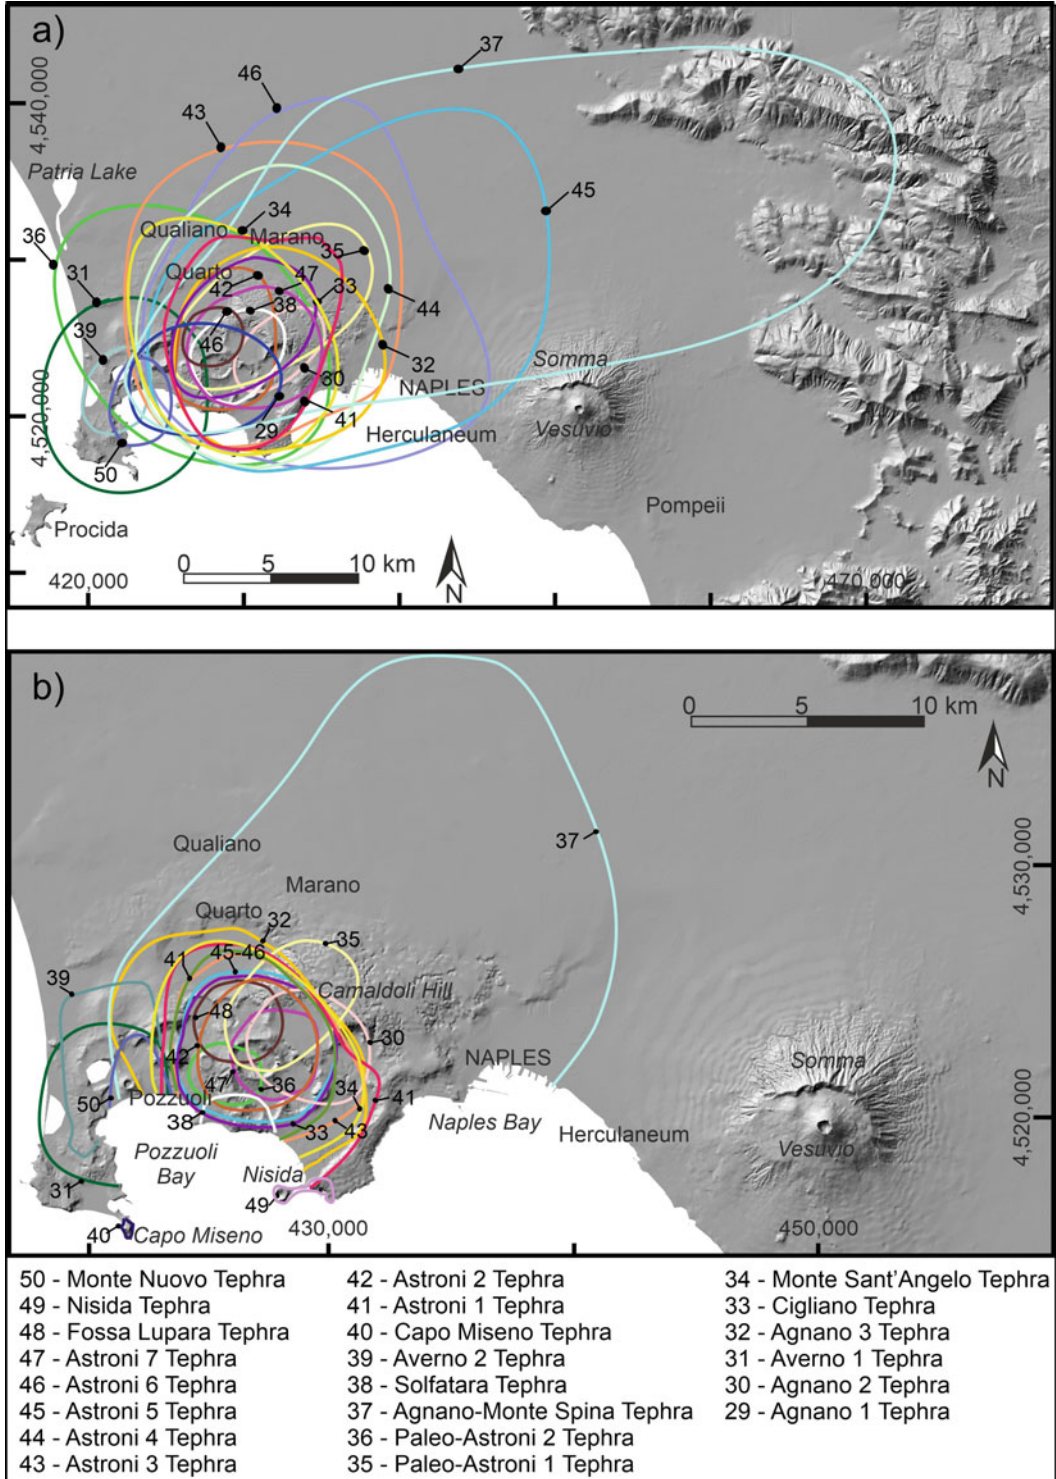 a)
37
46
43
4,540,000
Patria Lake
45
34
Qualiano
Marano
36
35
Quarto
31
42
47
33
38
44
39
46
32
Somma
30
NAPLES
4,520,000
29
41
Herculaneum
Vesuvio
50
Pompeii
Procida
0 5 10 km
420,000
N
470,000
b)
0 5 10 km
N
37
Qualiano
4,530,000
Marano
Quarto
32
35
45-46
41
39
Camaldoli Hill
48
30
42
NAPLES
Somma
47
36
34
50
Pozzuoli
41
38
33
43
Naples Bay
Herculaneum
4,520,000
Pozzuoli
Bay
Vesuvio
Nisida
31
49
40
Capo Miseno
430,000
450,000
50 - Monte Nuovo Tephra
49 - Nisida Tephra
48 - Fossa Lupara Tephra
47 - Astroni 7 Tephra
46 - Astroni 6 Tephra
45 - Astroni 5 Tephra
44 - Astroni 4 Tephra
43 - Astroni 3 Tephra
42 - Astroni 2 Tephra
41 - Astroni 1 Tephra
40 - Capo Miseno Tephra
39 - Averno 2 Tephra
38 - Solfatara Tephra
37 - Agnano-Monte Spina Tephra
36 - Paleo-Astroni 2 Tephra
35 - Paleo-Astroni 1 Tephra
34 - Monte Sant'Angelo Tephra
33 - Cigliano Tephra
32 - Agnano 3 Tephra
31 - Averno 1 Tephra
30 - Agnano 2 Tephra
29 - Agnano 1 Tephra